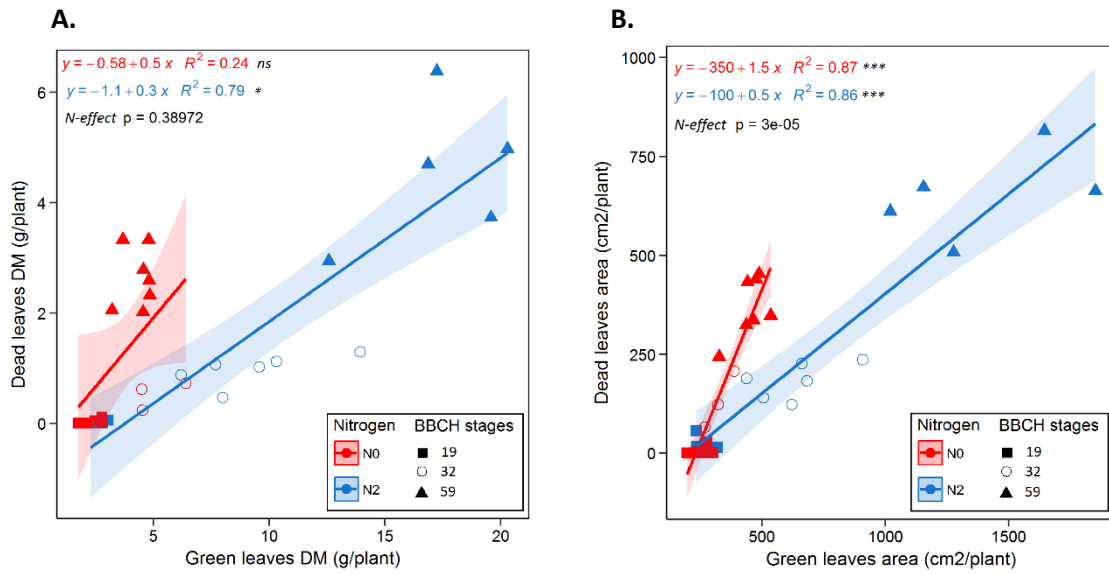 A.
y = −0.58 + 0.5 x R² = 0.24 ns
y = −1.1 + 0.3 x R² = 0.79 *
N-effect p = 0.38972
Dead leaves DM (g/plant)
6
4
2
0
5
10
15
20
Green leaves DM (g/plant)
Nitrogen
N0
N2
BBCH stages
19
32
59
B.
y = −350 + 1.5 x R² = 0.87 ***
y = −100 + 0.5 x R² = 0.86 ***
N-effect p = 3e-05
Dead leaves area (cm2/plant)
1000
750
500
250
0
500
1000
1500
Green leaves area (cm2/plant)
Nitrogen
N0
N2
BBCH stages
19
32
59